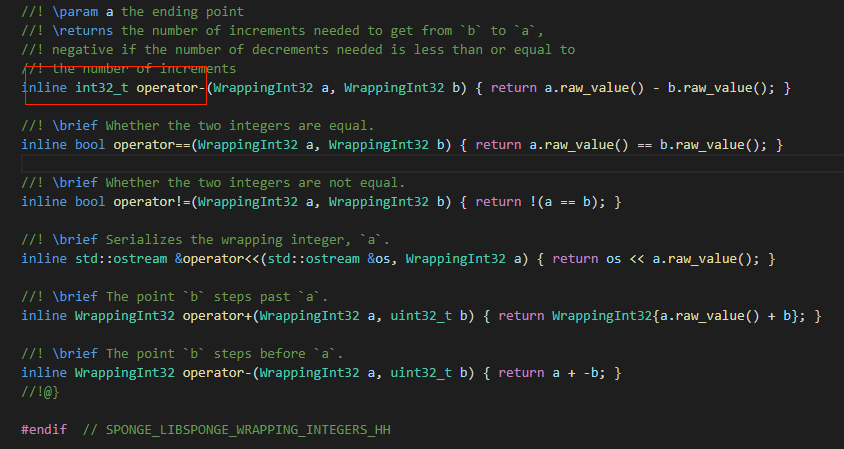 //! \param a the ending point
//! \returns the number of increments needed to get from `b` to `a`,
//! negative if the number of decrements needed is less than or equal to
//! the number of increments
inline int32_t operator-(WrappingInt32 a, WrappingInt32 b) { return a.raw_value() - b.raw_value(); }
//! \brief Whether the two integers are equal.
inline bool operator==(WrappingInt32 a, WrappingInt32 b) { return a.raw_value() == b.raw_value(); }
//! \brief Whether the two integers are not equal.
inline bool operator!=(WrappingInt32 a, WrappingInt32 b) { return !(a == b); }
//! \brief Serializes the wrapping integer, `a`.
inline std::ostream &operator<<(std::ostream &os, WrappingInt32 a) { return os << a.raw_value(); }
//! \brief The point `b` steps past `a`.
inline WrappingInt32 operator+(WrappingInt32 a, uint32_t b) { return WrappingInt32{a.raw_value() + b}; }
//! \brief The point `b` steps before `a`.
inline WrappingInt32 operator-(WrappingInt32 a, uint32_t b) { return a + -b; }
//!@}
#endif  // SPONGE_LIBSPONGE_WRAPPING_INTEGERS_HH